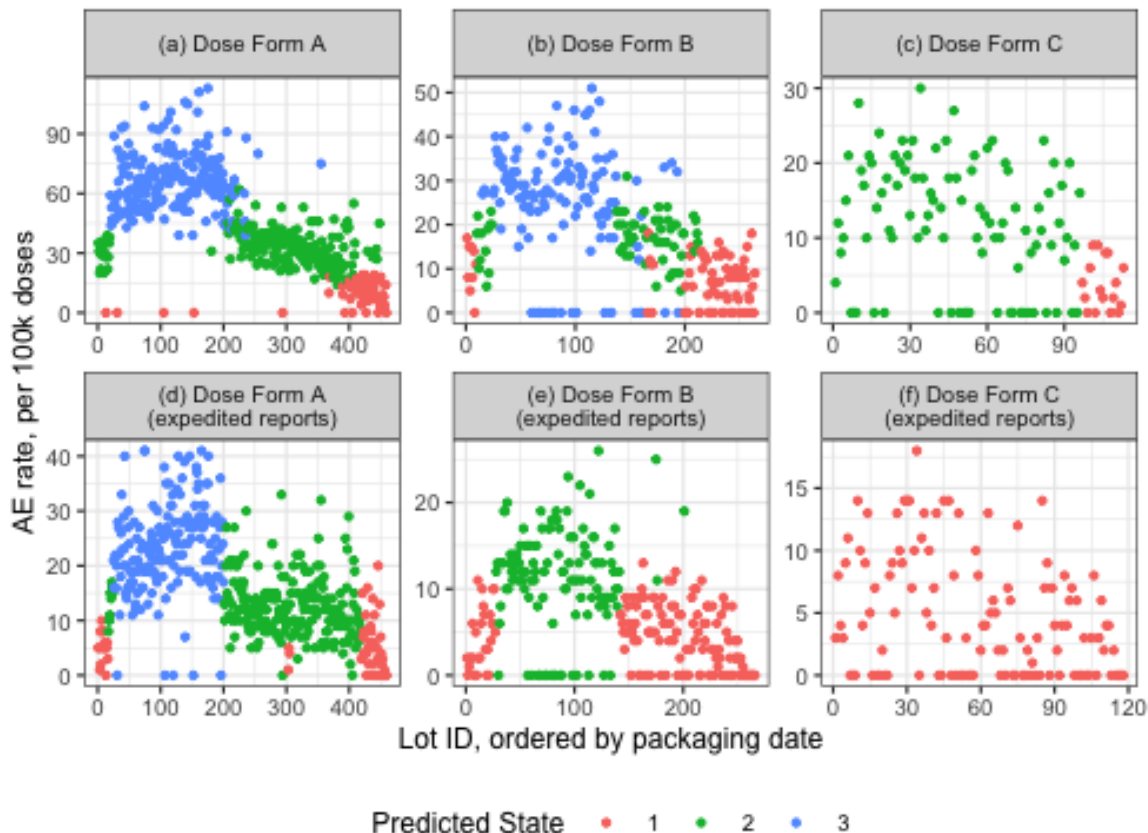 (a) Dose Form A
(b) Dose Form B
(c) Dose Form C
90
60
30
0
0 100 200 300 400
50
40
30
20
10
0
0 100 200
30
20
10
0
0 30 60 90
(d) Dose Form A
(expedited reports)
(e) Dose Form B
(expedited reports)
(f) Dose Form C
(expedited reports)
40
30
20
10
0
0 100 200 300 400
20
10
0
0 100 200
15
10
5
0
0 30 60 90 120
AE rate, per 100k doses
Lot ID, ordered by packaging date
Predicted State 1 2 3